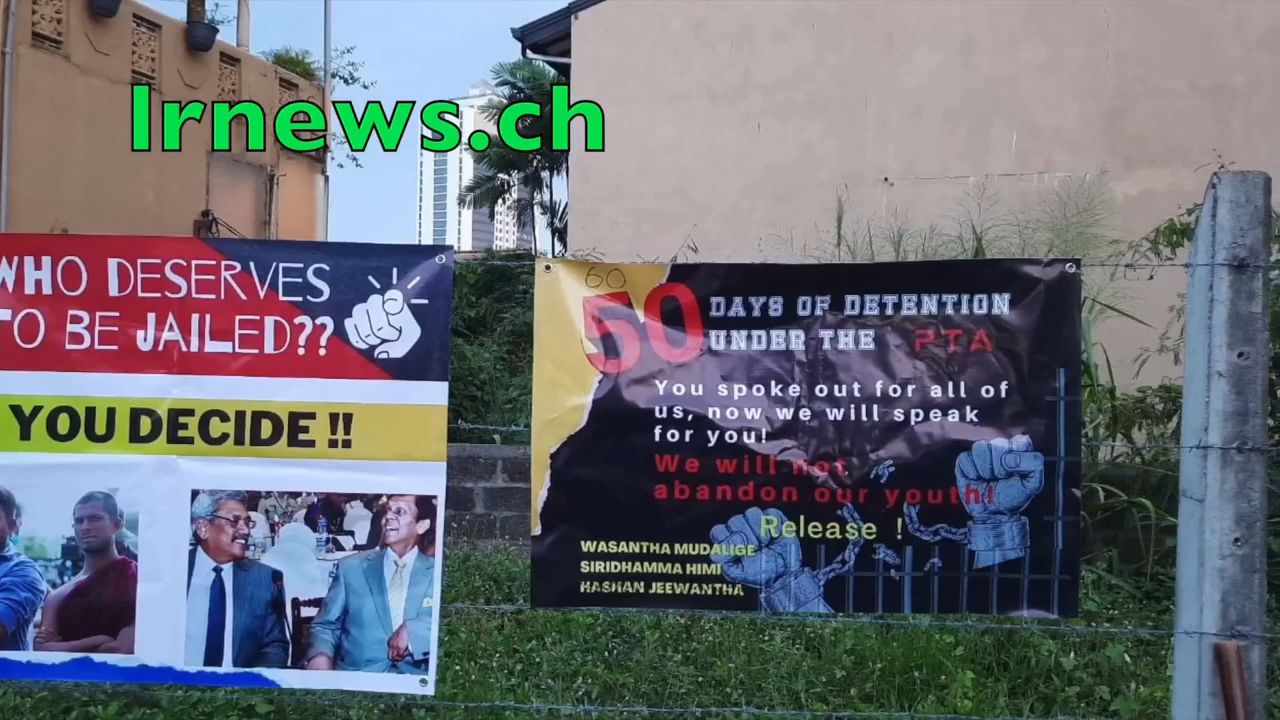 lrnews.ch
WHO DESERVES
TO BE JAILED??
YOU DECIDE !!
60
50 DAYS OF DETENTION
UNDER THE PTA
You spoke out for all of
us, now we will speak
for you!
We will not
abandon our youth!
Release !
WASANTHA MUDALIGE
SIRIDHAMMA HIMI
HASHAN JEEWANTHA